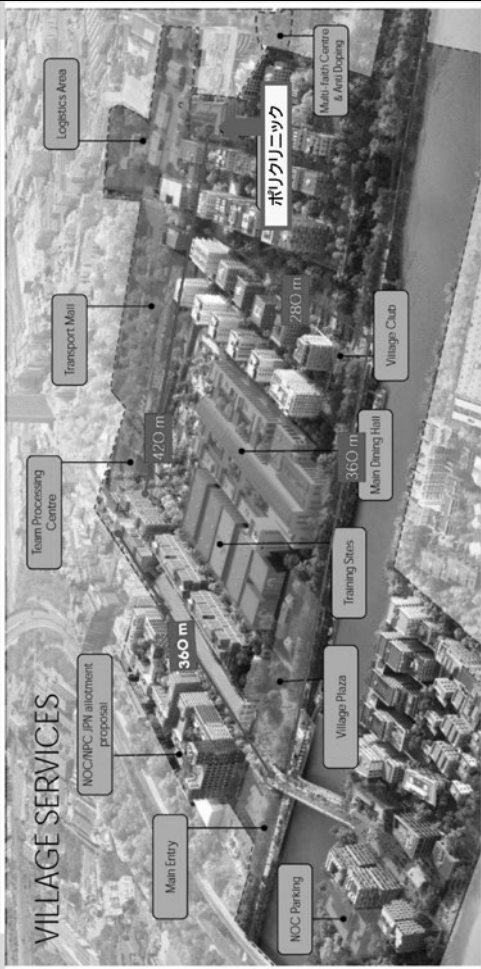 VILLAGE SERVICES
Logistics Area
Transport Mall
Team Processing
Centre
NOC/NPC JPN allotment
proposal
Main Entry
Multi-faith Centre
& Anti Doping
ポリクリニック
420 m
280 m
360 m
360 m
Village Club
Main Dining Hall
Training Sites
Village Plaza
NOC Parking